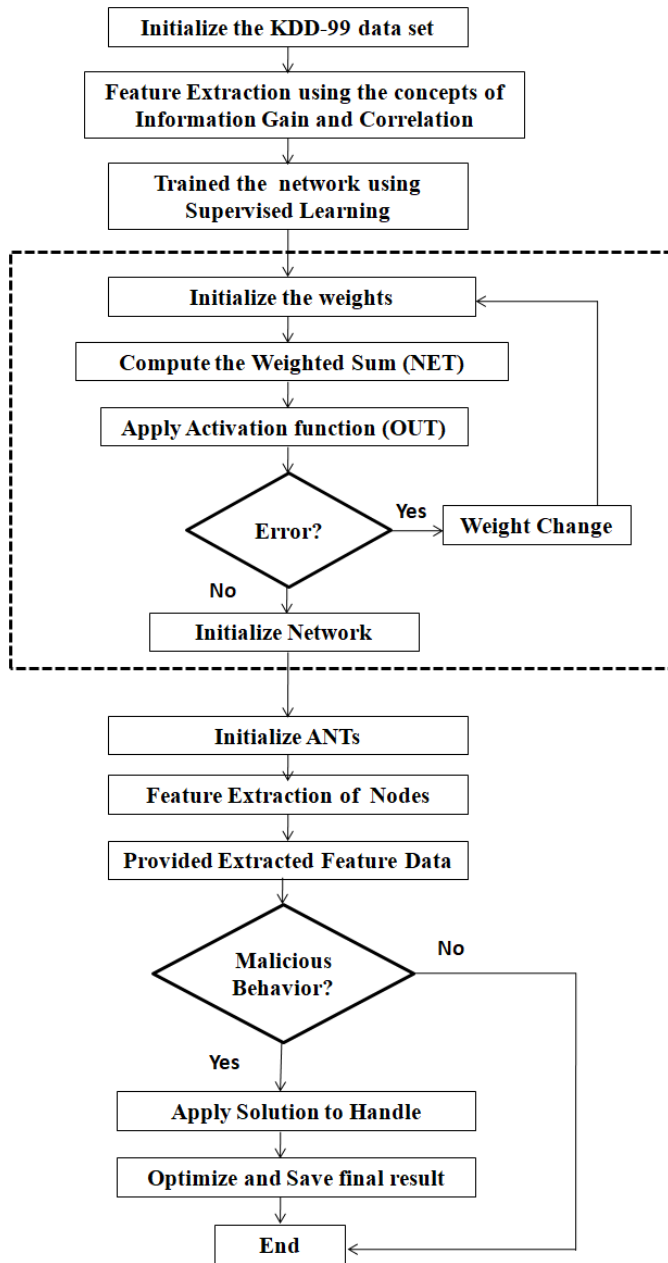 Initialize the KDD-99 data set
Feature Extraction using the concepts of
Information Gain and Correlation
Trained the network using
Supervised Learning
Initialize the weights
Compute the Weighted Sum (NET)
Apply Activation function (OUT)
Error?
Yes
Weight Change
No
Initialize Network
Initialize ANTs
Feature Extraction of Nodes
Provided Extracted Feature Data
Malicious
Behavior?
No
Yes
Apply Solution to Handle
Optimize and Save final result
End